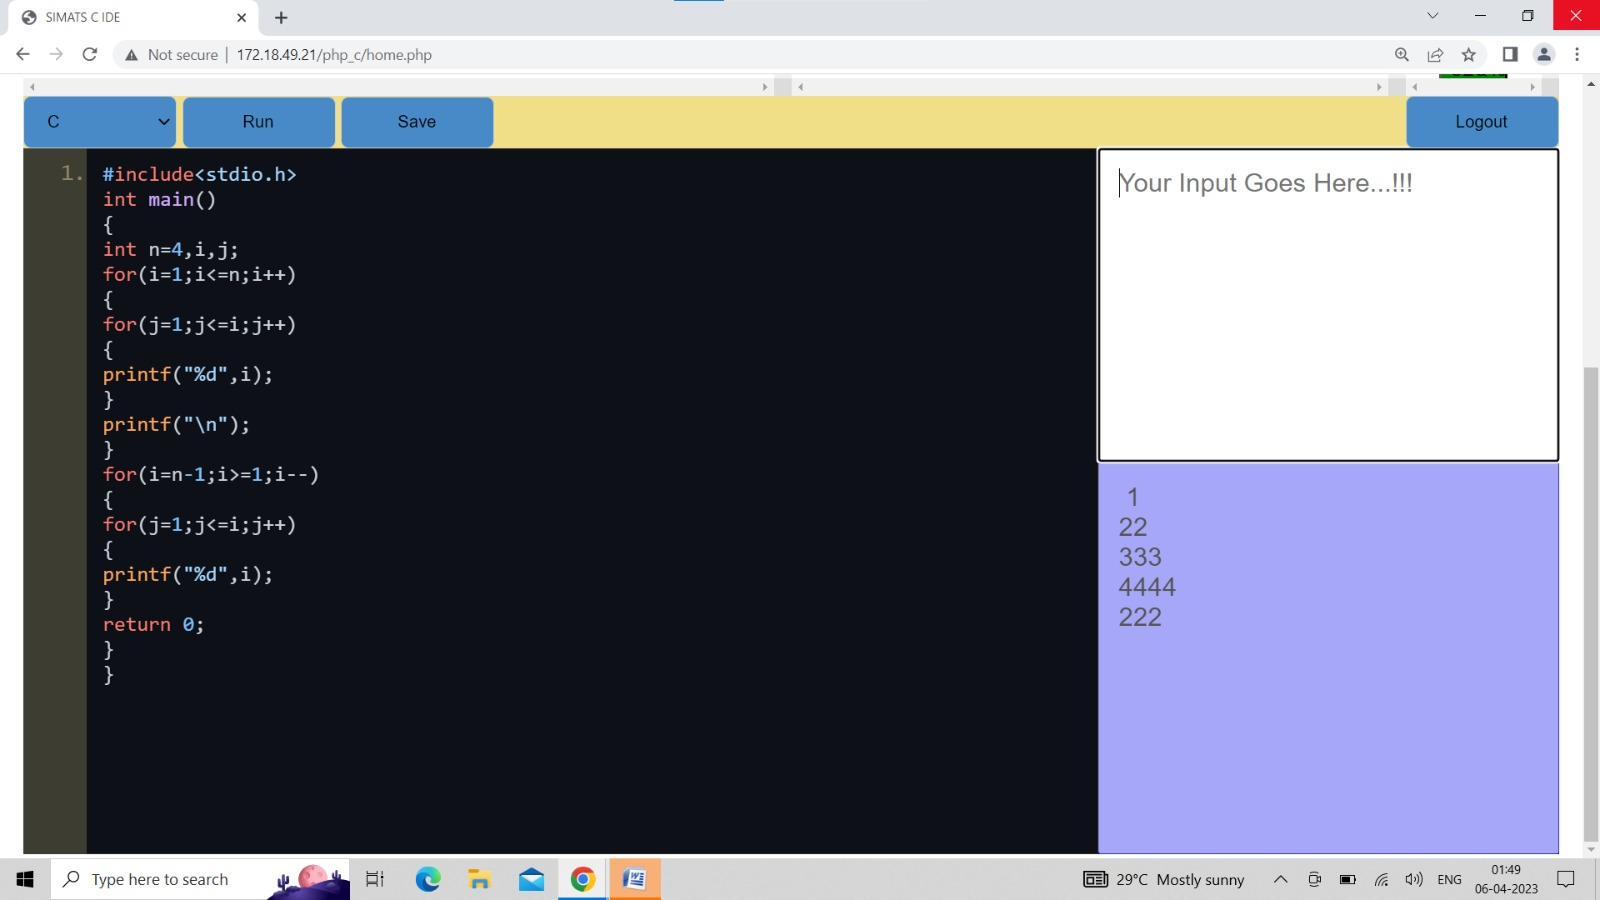 SIMATS C IDE
Not secure | 172.18.49.21/php_c/home.php
C
Run
Save
Logout
1.
#include<stdio.h>
int main()
{
int n=4,i,j;
for(i=1;i<=n;i++)
{
for(j=1;j<=i;j++)
{
printf("%d",i);
}
printf("\n");
}
for(i=n-1;i>=1;i--)
{
for(j=1;j<=i;j++)
{
printf("%d",i);
}
return 0;
}
}
Your Input Goes Here...!!!
1
22
333
4444
222
Type here to search
29°C Mostly sunny
ENG
01:49
06-04-2023